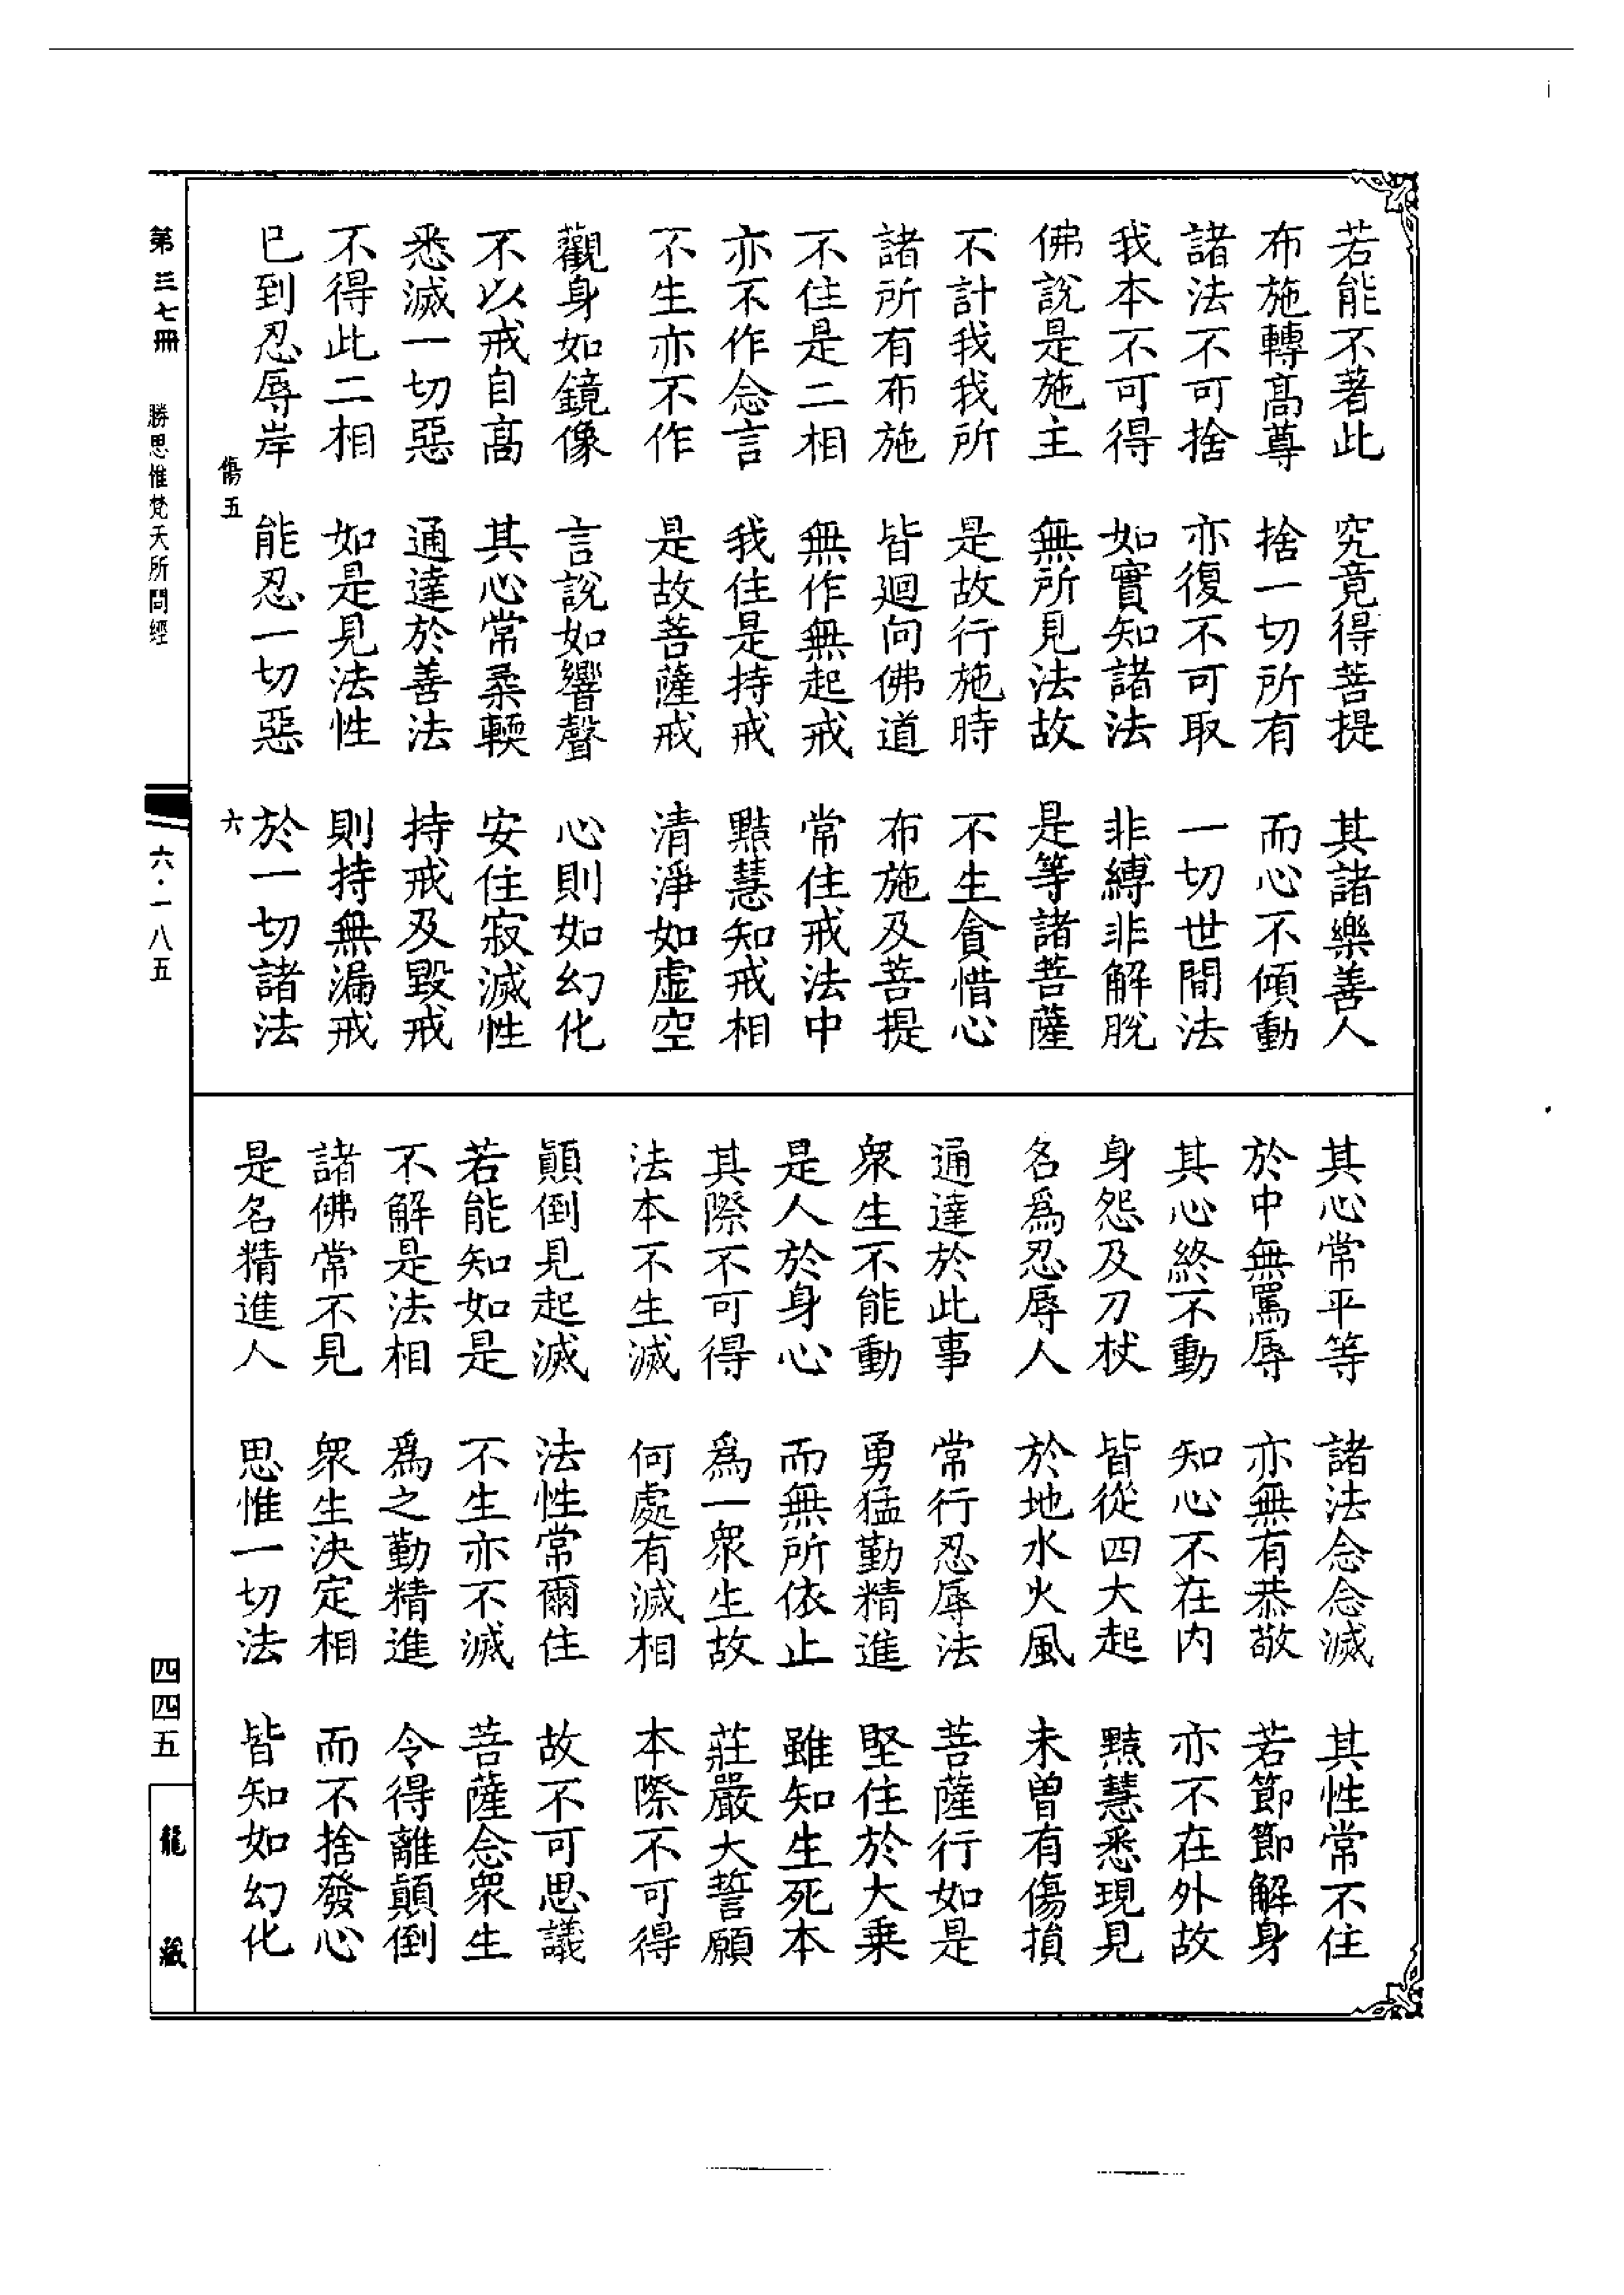 若能不著此　究竟得菩提　其諸樂善人
布施轉高尊　捨一切所有　而心不傾動
諸法不可捨　亦復不可取　一切世間法
我本不可得　如實知諸法　非縛非解脫
佛說是施主　無所見法故　是等諸菩薩
不計我我所　是故行施時　不生貪惜心
諸所有布施　皆迴向佛道　布施及菩提
不住是二相　無作無起戒　常住戒法中
亦不作念言　我住是持戒　黠慧知戒相
不生亦不作　是故菩薩戒　清淨如虛空
觀身如鏡像　言說如響聲　心則如幻化
不以戒自高　其心常柔輭　安住寂滅性
悉滅一切惡　通達於善法　持戒及毀戒
不得此二相　如是見法性　則持無漏戒
已到忍辱岸　能忍一切惡　於一切諸法
傷五　六
其心常平等　諸法念念滅　其性常不住
於中無罵辱　亦無有恭敬　若節節解身
其心終不動　知心不在內　亦不在外故
身怨及刀杖　皆從四大起　黠慧悉現見
名為忍辱人　於地水火風　未曾有傷損
通達於此事　常行忍辱法　菩薩行如是
眾生不能動　勇猛勤精進　堅住於大乘
是人於身心　而無所依止　雖知生死本
其際不可得　為一眾生故　莊嚴大誓願
法本不生滅　何處有滅相　本際不可得
顛倒見起滅　法性常爾住　故不可思議
若能知如是　不生亦不滅　菩薩念眾生
不解是法相　為之勤精進　令得離顛倒
諸佛常不見　眾生決定相　而不捨發心
是名精進人　思惟一切法　皆知如幻化
第三七冊　勝思惟梵天所問經　六·一八五　四四五　龍藏